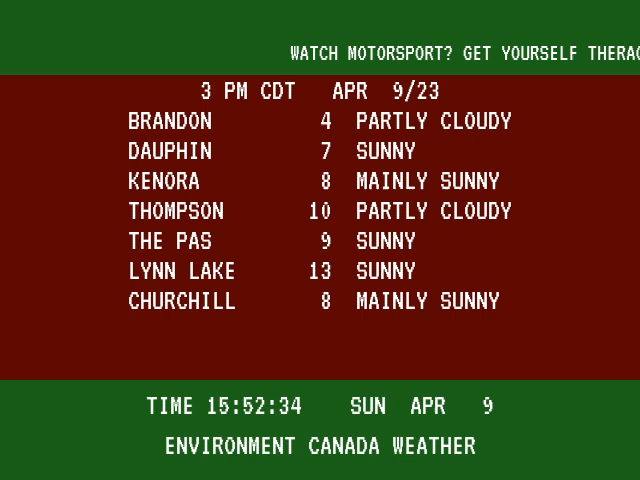 WATCH MOTORSPORT? GET YOURSELF
3 PM CDT APR 9/23
BRANDON 4 PARTLY CLOUDY
DAUPHIN 7 SUNNY
KENORA 8 MAINLY SUNNY
THOMPSON 10 PARTLY CLOUDY
THE PAS 9 SUNNY
LYNN LAKE 13 SUNNY
CHURCHILL 8 MAINLY SUNNY
TIME 15:52:34 SUN APR 9
ENVIRONMENT CANADA WEATHER